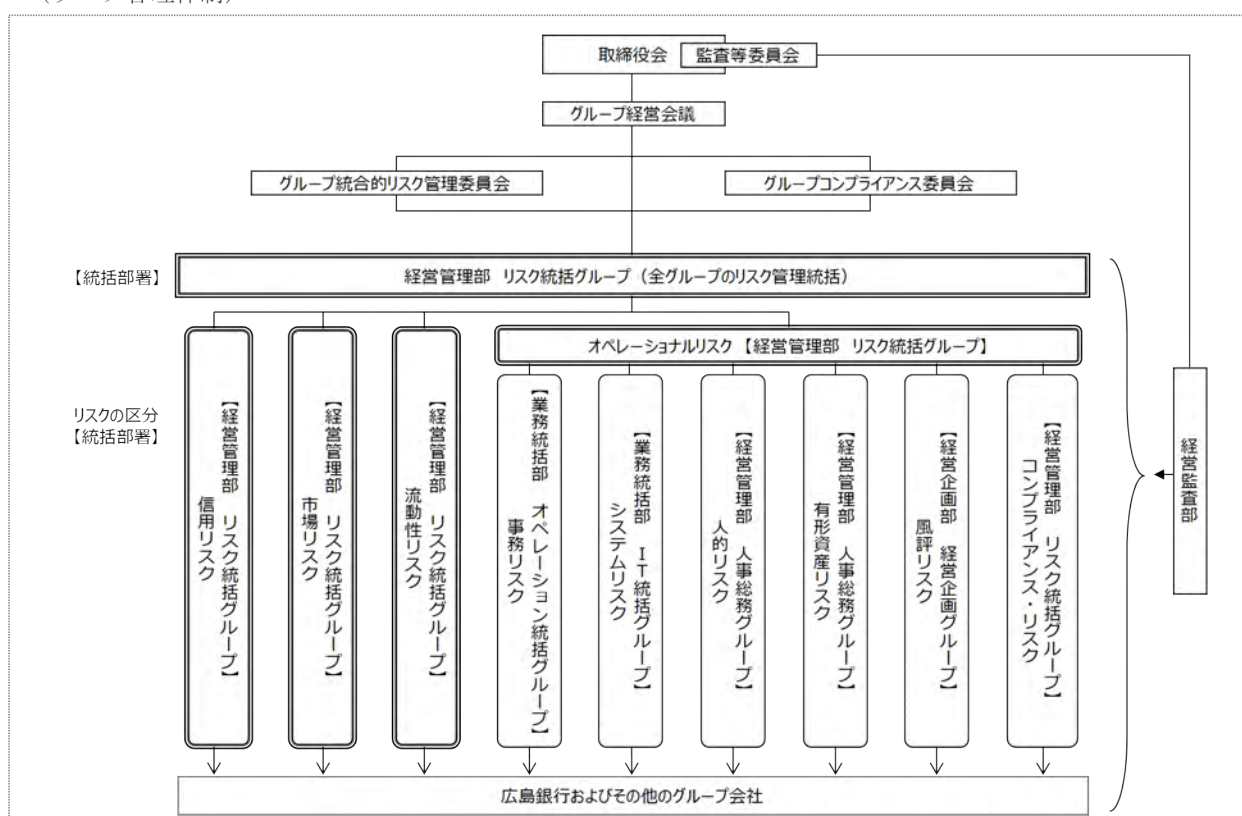 取締役会
監査等委員会
グループ経営会議
グループ統合的リスク管理委員会
グループコンプライアンス委員会
【統括部署】
経営管理部 リスク統括グループ（全グループのリスク管理統括）
オペレーショナルリスク【経営管理部 リスク統括グループ】
リスクの区分
【統括部署】
信用リスク
【経営管理部 リスク統括グループ】
市場リスク
【経営管理部 リスク統括グループ】
流動性リスク
【経営管理部 リスク統括グループ】
事務リスク
【業務統括部 オペレーション統括グループ】
システムリスク
【業務統括部 ＩＴ統括グループ】
人的リスク
【経営管理部 人事総務グループ】
有形資産リスク
【経営管理部 人事総務グループ】
風評リスク
【経営企画部 経営企画グループ】
コンプライアンス・リスク
【経営管理部 リスク統括グループ】
経営監査部
広島銀行およびその他のグループ会社